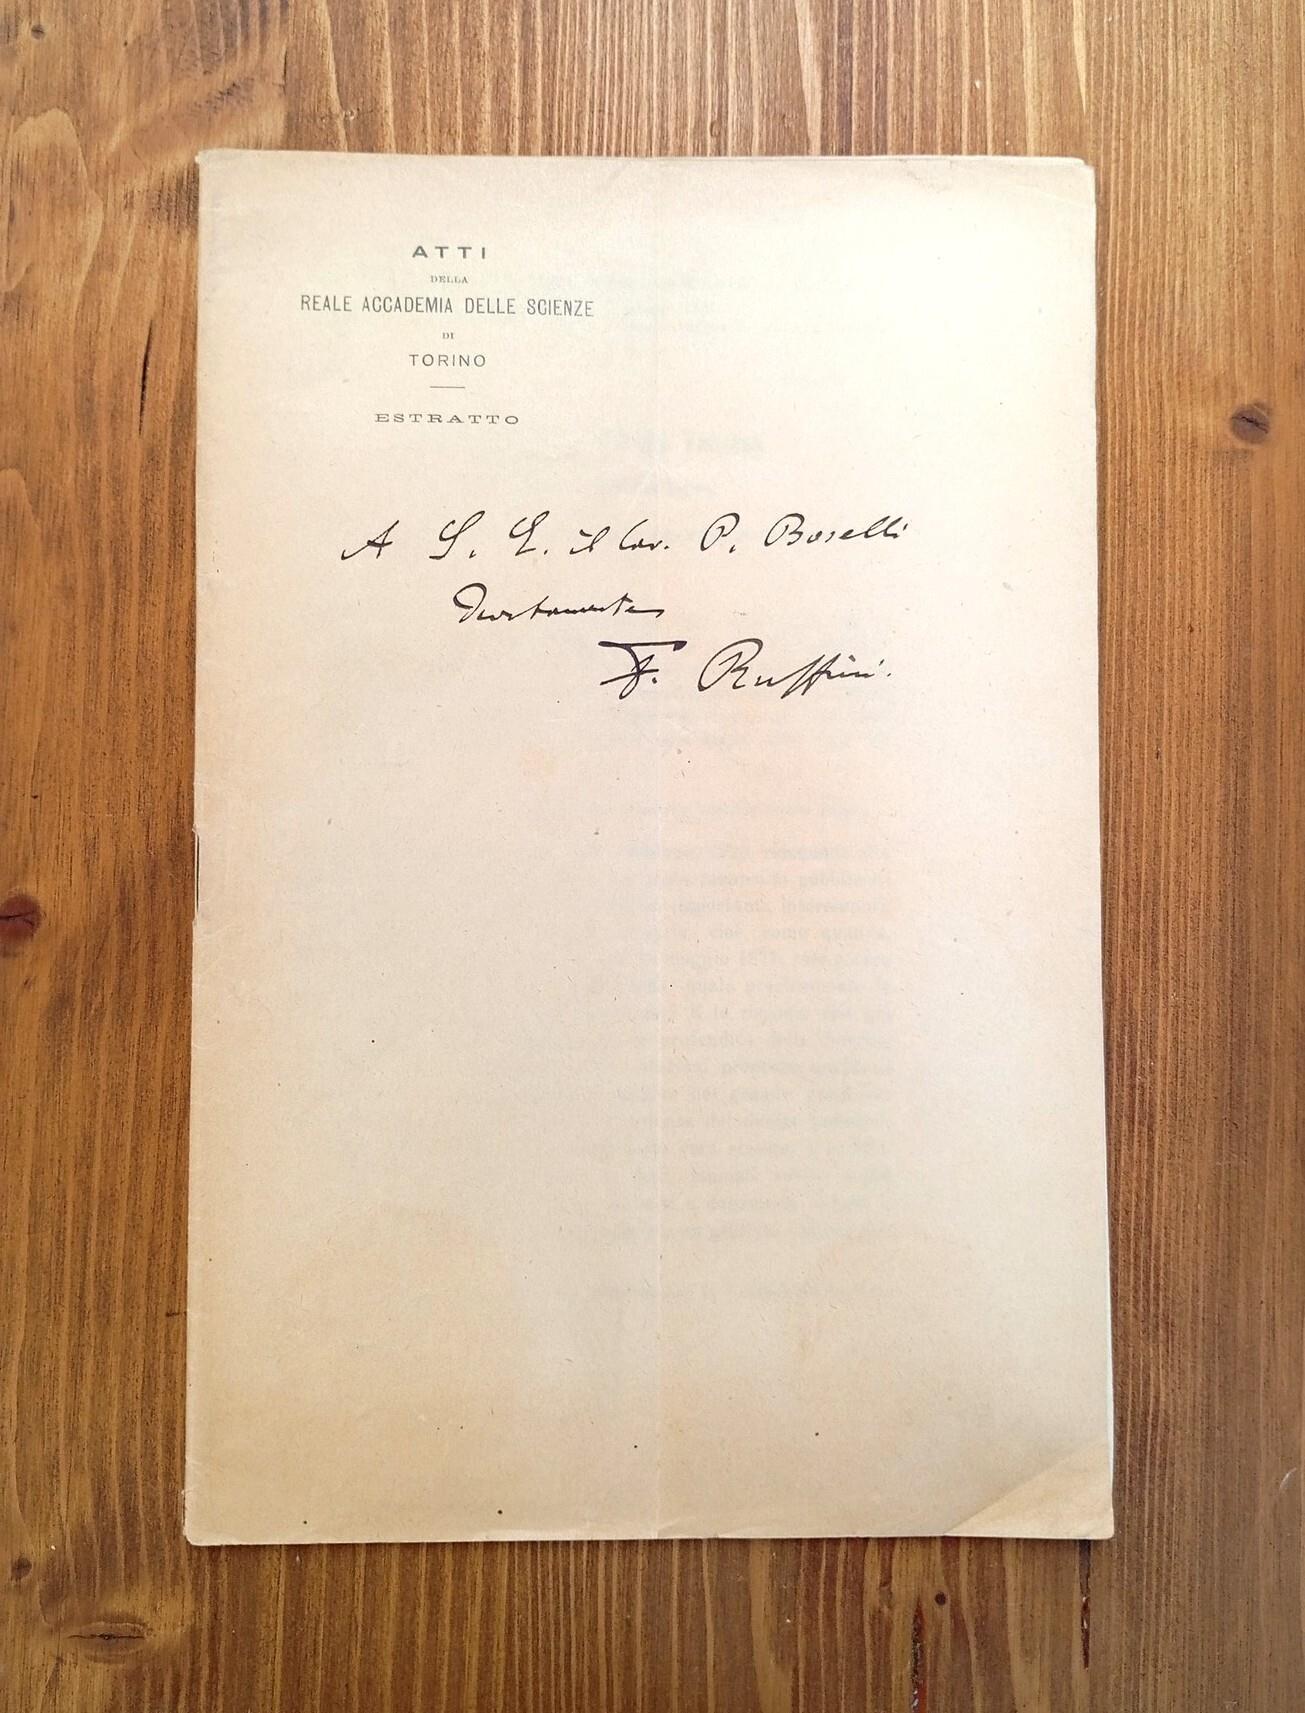 ATTI
DELLA
REALE ACCADEMIA DELLE SCIENZE
DI
TORINO
ESTRATTO
A S. E. il Cav. P. Boselli
Devotamente
F. Ruffini.